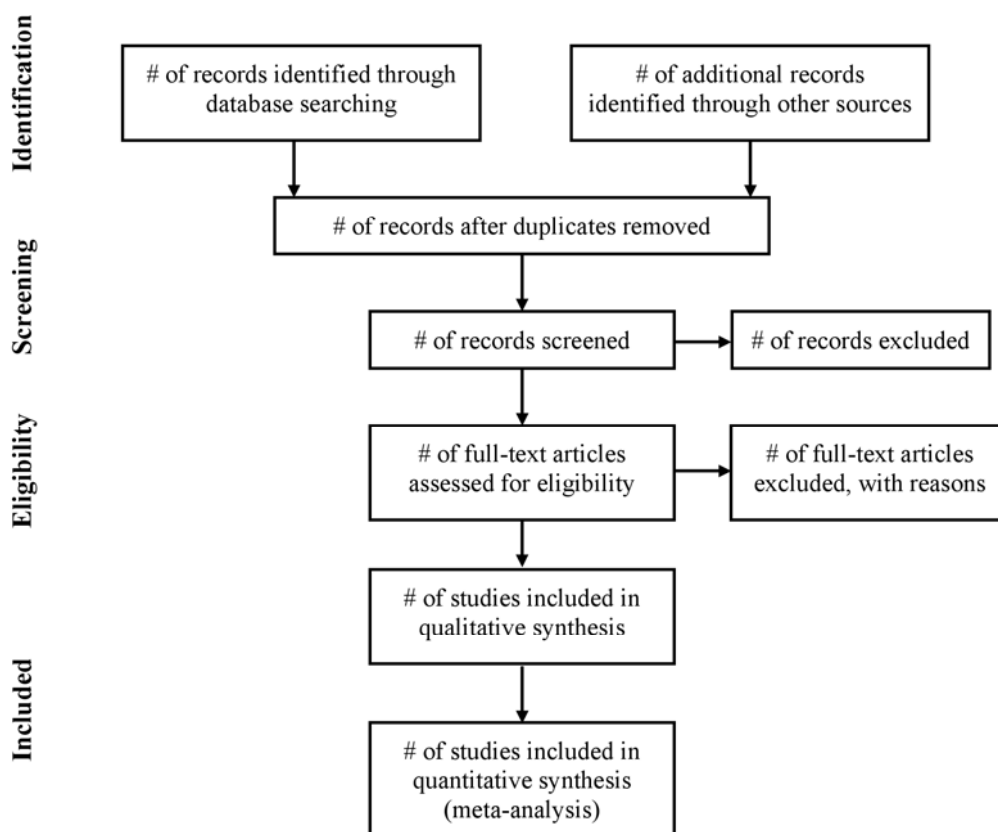 Identification
# of records identified through
database searching
# of additional records
identified through other sources
# of records after duplicates removed
Screening
# of records screened
# of records excluded
Eligibility
# of full-text articles
assessed for eligibility
# of full-text articles
excluded, with reasons
# of studies included in
qualitative synthesis
Included
# of studies included in
quantitative synthesis
(meta-analysis)